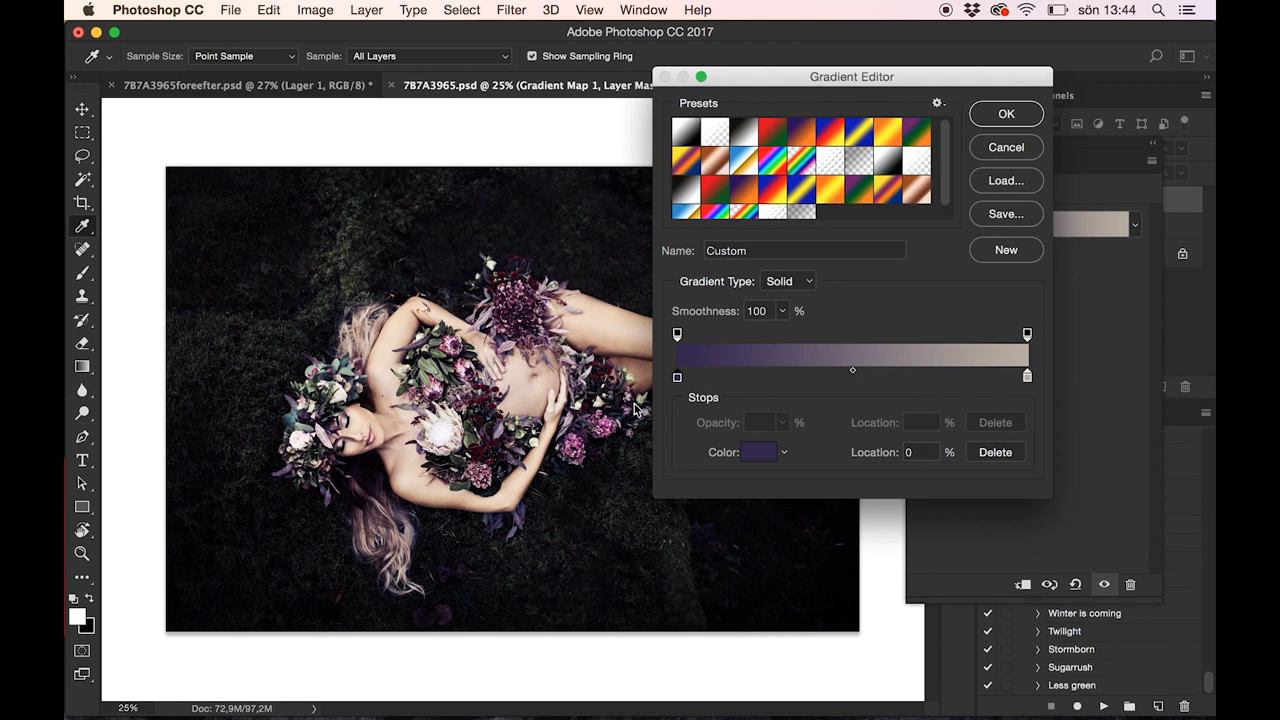 Photoshop CC File Edit Image Layer Type Select Filter 3D View Window Help sön 13:44
Adobe Photoshop CC 2017
Sample Size: Point Sample Sample: All Layers Show Sampling Ring
7B7A3965foreefter.psd @ 27% (Lager 1, RGB/8) * 7B7A3965.psd @ 25% (Gradient Map 1, Layer Mas
Gradient Editor
nels
Presets
OK
Cancel
Load...
Save...
Name: Custom New
Gradient Type: Solid
Smoothness: 100 %
Stops
Opacity: % Location: % Delete
Color: Location: 0 % Delete
Winter is coming
Twilight
Stormborn
Sugarrush
Less green
25% Doc: 72,9M/97,2M